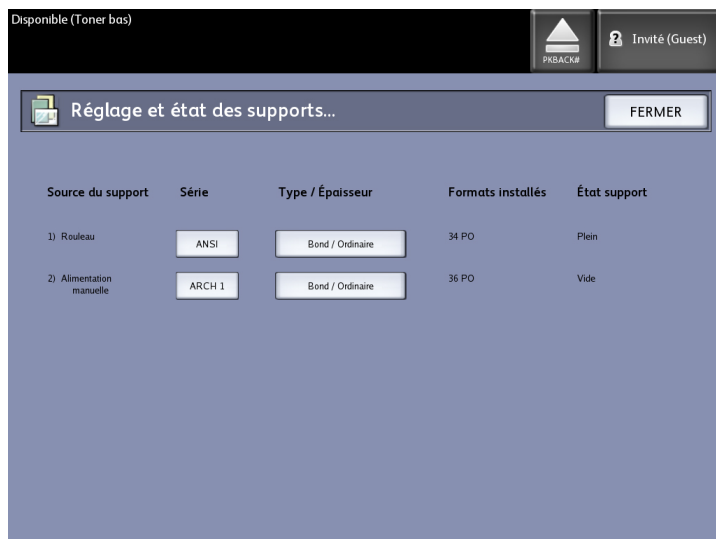 Disponible (Toner bas)
PKBACK#
Invité (Guest)
Réglage et état des supports...
FERMER
Source du support Série Type / Épaisseur Formats installés État support
1) Rouleau ANSI Bond / Ordinaire 34 PO Plein
2) Alimentation manuelle ARCH 1 Bond / Ordinaire 36 PO Vide